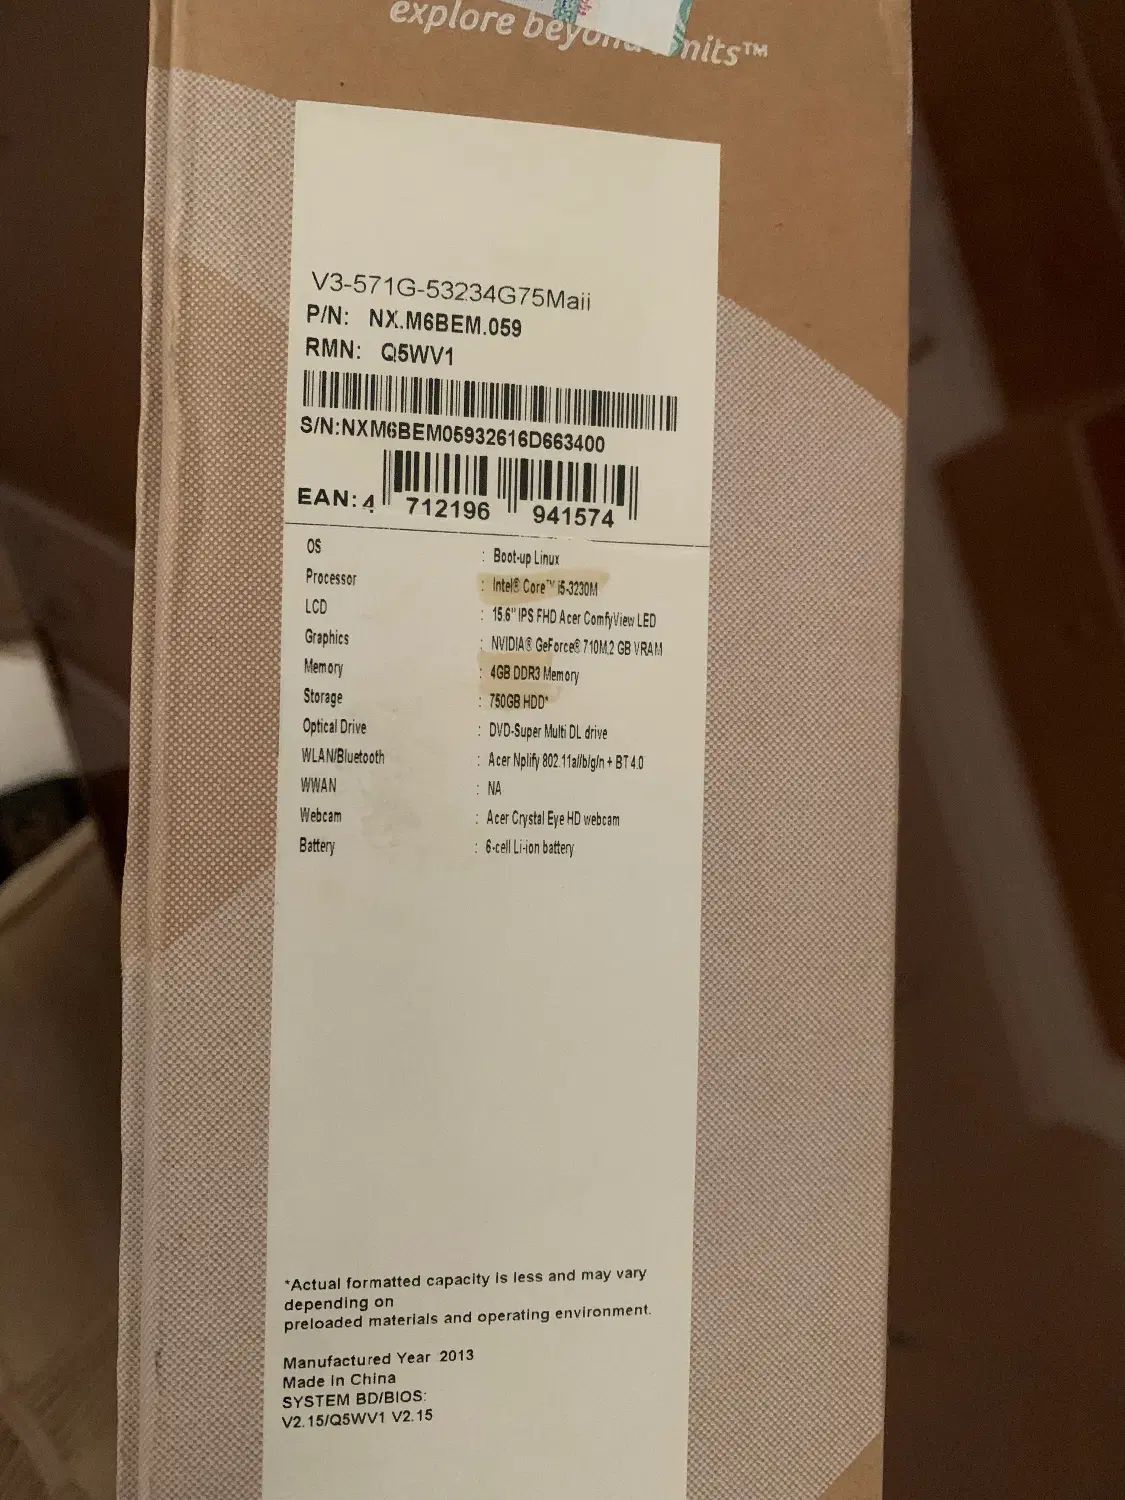 explore beyond nits™
V3-571G-53234G75Maii
P/N: NX.M6BEM.059
RMN: Q5WV1
S/N:NXM6BEM05932616D663400
EAN: 4 712196 941574
OS : Boot-up Linux
Processor : Intel® Core™ i5-3230M
LCD : 15.6" IPS FHD Acer ComfyView LED
Graphics : NVIDIA® GeForce® 710M,2 GB VRAM
Memory : 4GB DDR3 Memory
Storage : 750GB HDD*
Optical Drive : DVD-Super Multi DL drive
WLAN/Bluetooth : Acer Nplify 802.11a//b/g/n + BT 4.0
WWAN : NA
Webcam : Acer Crystal Eye HD webcam
Battery : 6-cell Li-ion battery
*Actual formatted capacity is less and may vary
depending on
preloaded materials and operating environment.
Manufactured Year 2013
Made in China
SYSTEM BD/BIOS:
V2.15/Q5WV1 V2.15